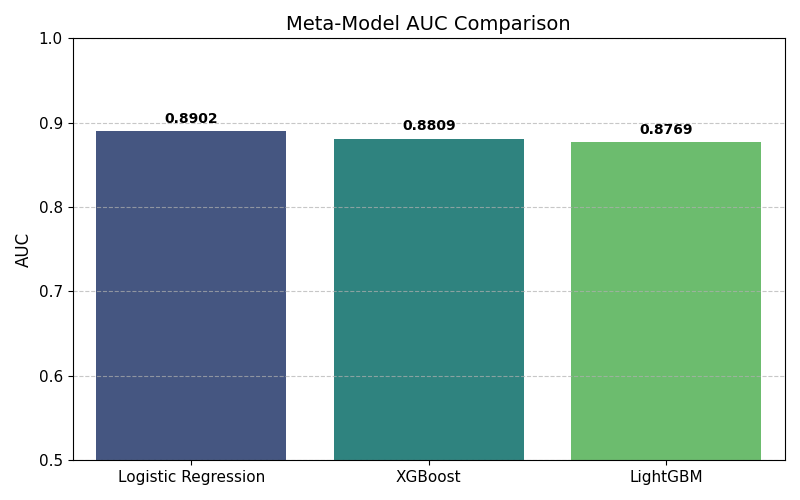 Meta-Model AUC Comparison
1.0
0.9
0.8
0.7
0.6
0.5
AUC
0.8902
0.8809
0.8769
Logistic Regression
XGBoost
LightGBM